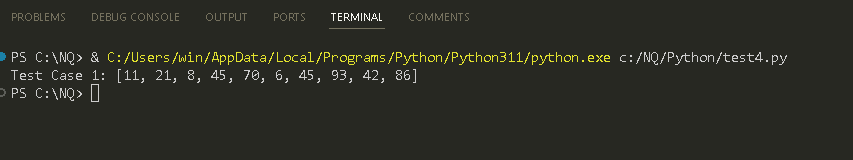 PROBLEMS DEBUG CONSOLE OUTPUT PORTS TERMINAL COMMENTS
PS C:\NQ> & C:/Users/win/AppData/Local/Programs/Python/Python311/python.exe c:/NQ/Python/test4.py
Test Case 1: [11, 21, 8, 45, 70, 6, 45, 93, 42, 86]
PS C:\NQ>